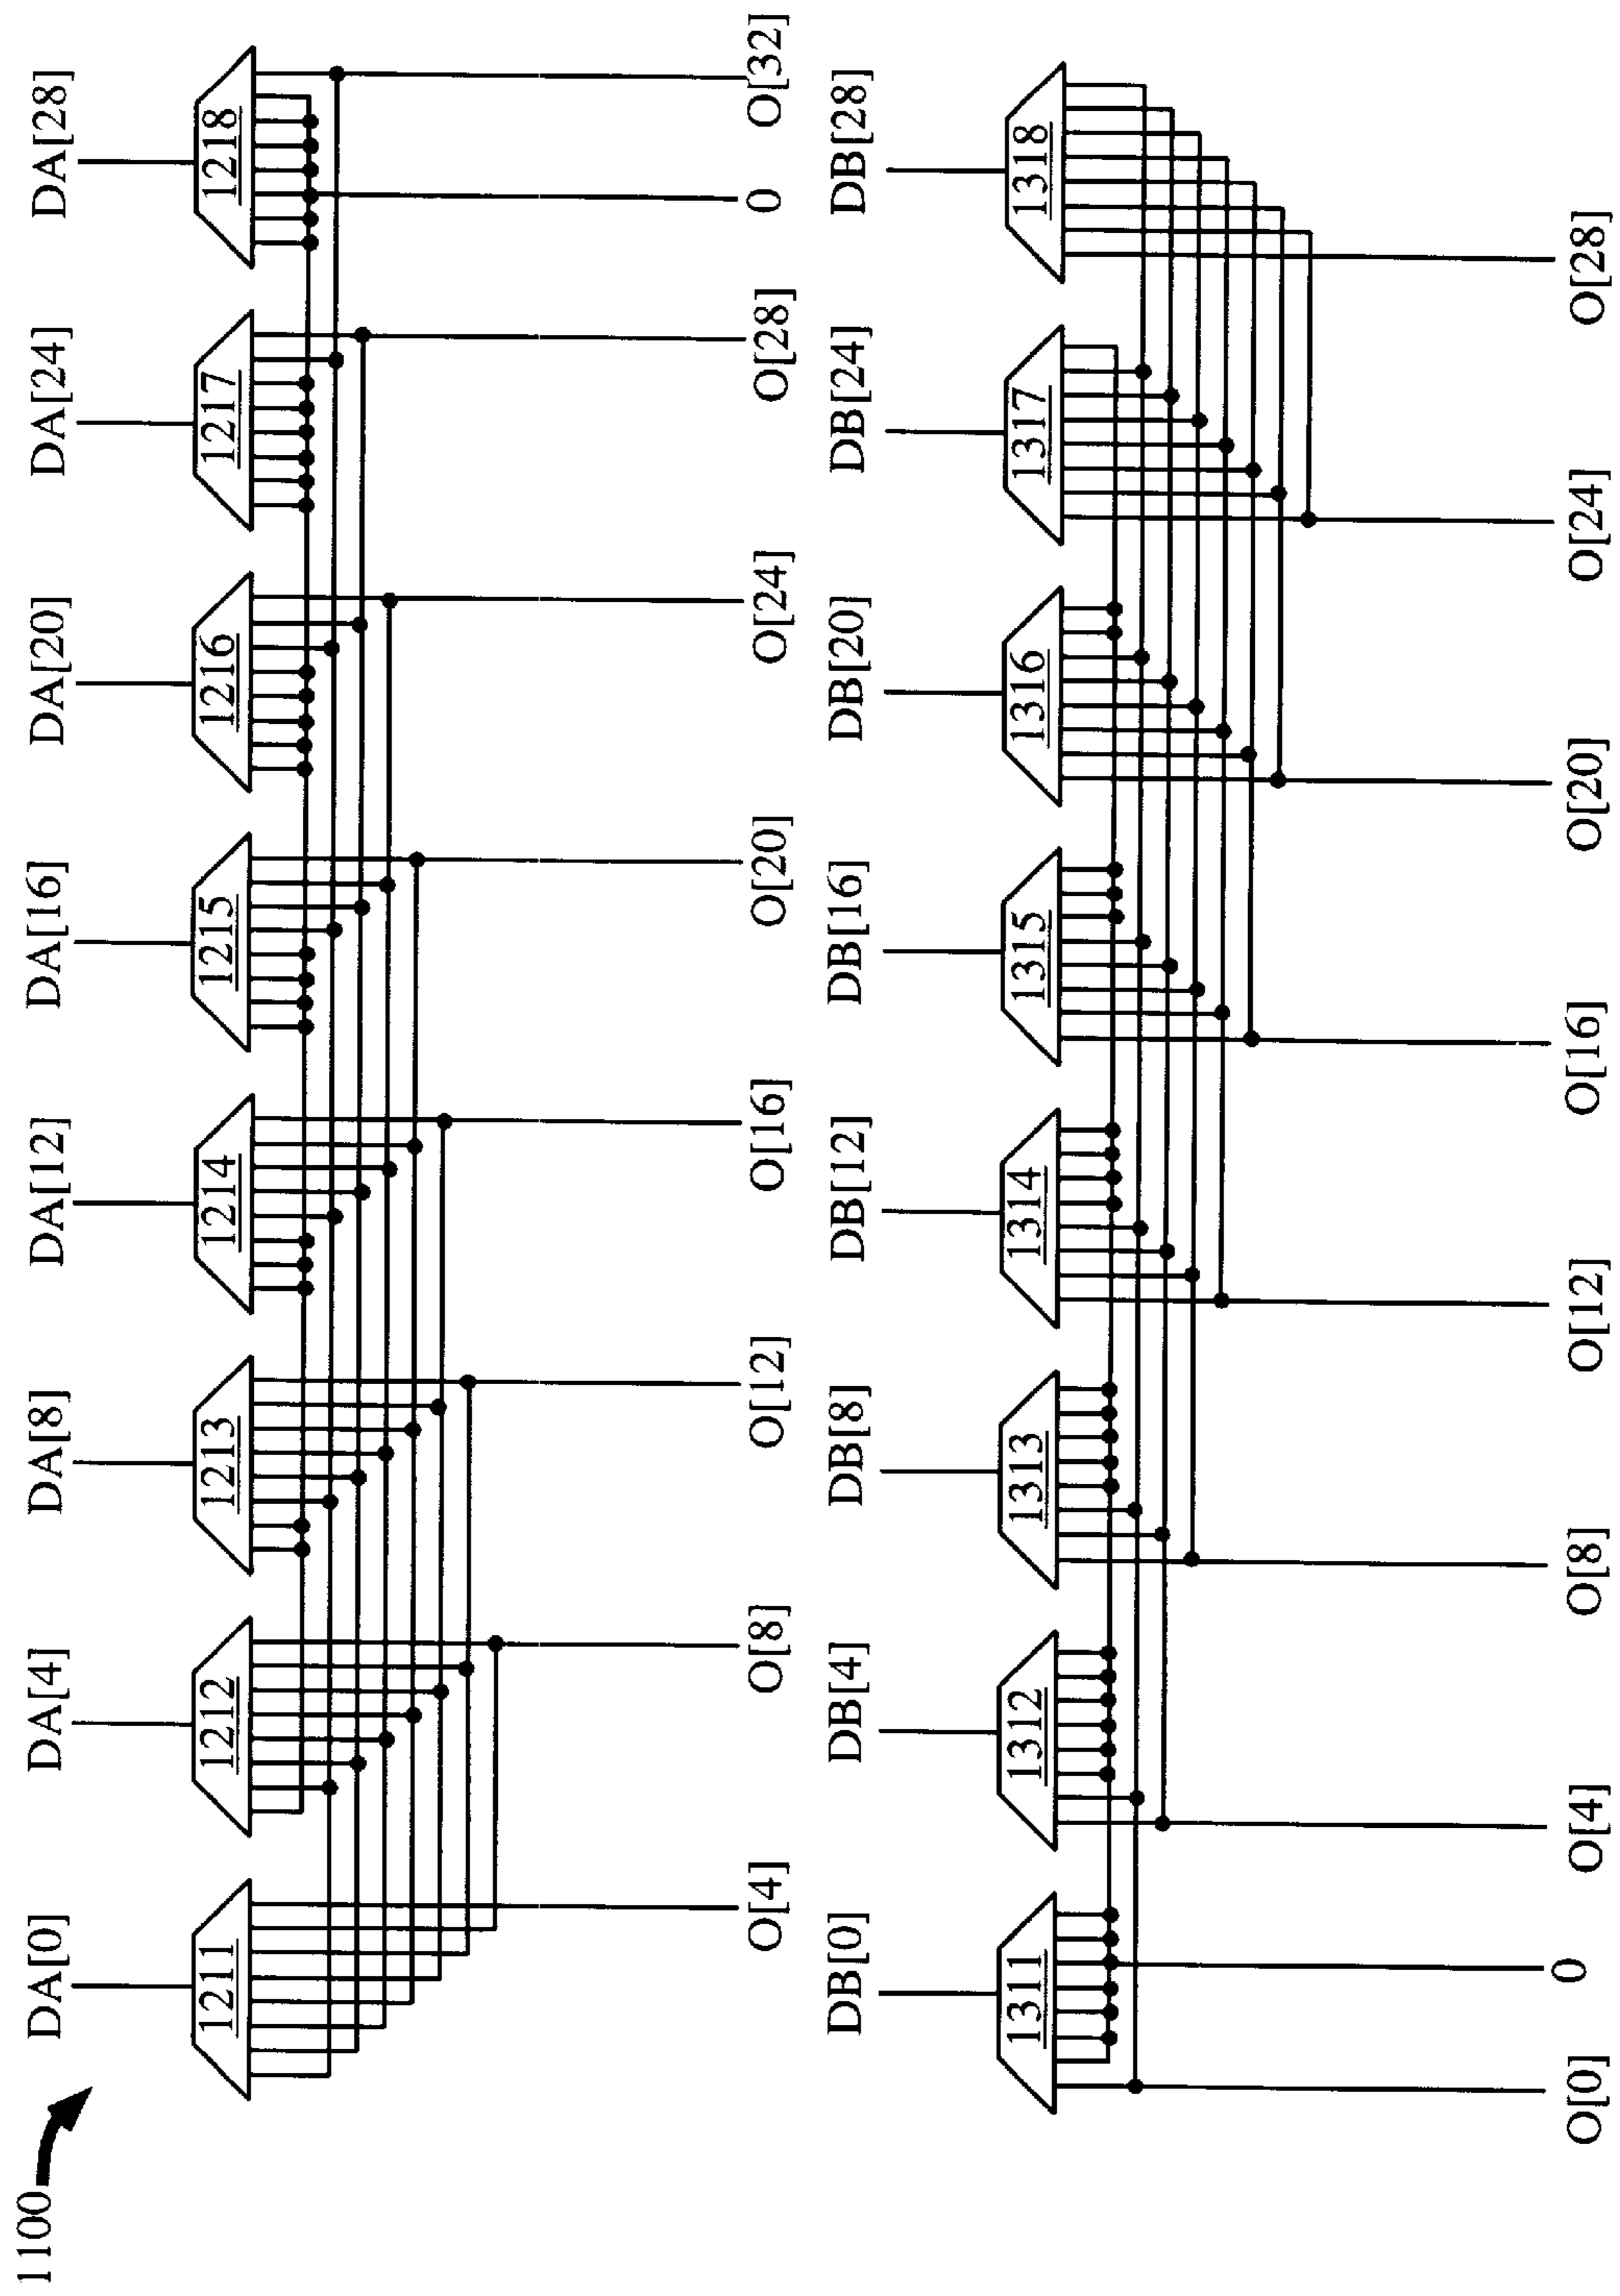 1100
DA[0] DA[4] DA[8] DA[12] DA[16] DA[20] DA[24] DA[28]
1211 1212 1213 1214 1215 1216 1217 1218
O[4] O[8] O[12] O[16] O[20] O[24] O[28] 0 O[32]
DB[0] DB[4] DB[8] DB[12] DB[16] DB[20] DB[24] DB[28]
1311 1312 1313 1314 1315 1316 1317 1318
O[0] 0 O[4] O[8] O[12] O[16] O[20] O[24] O[28]